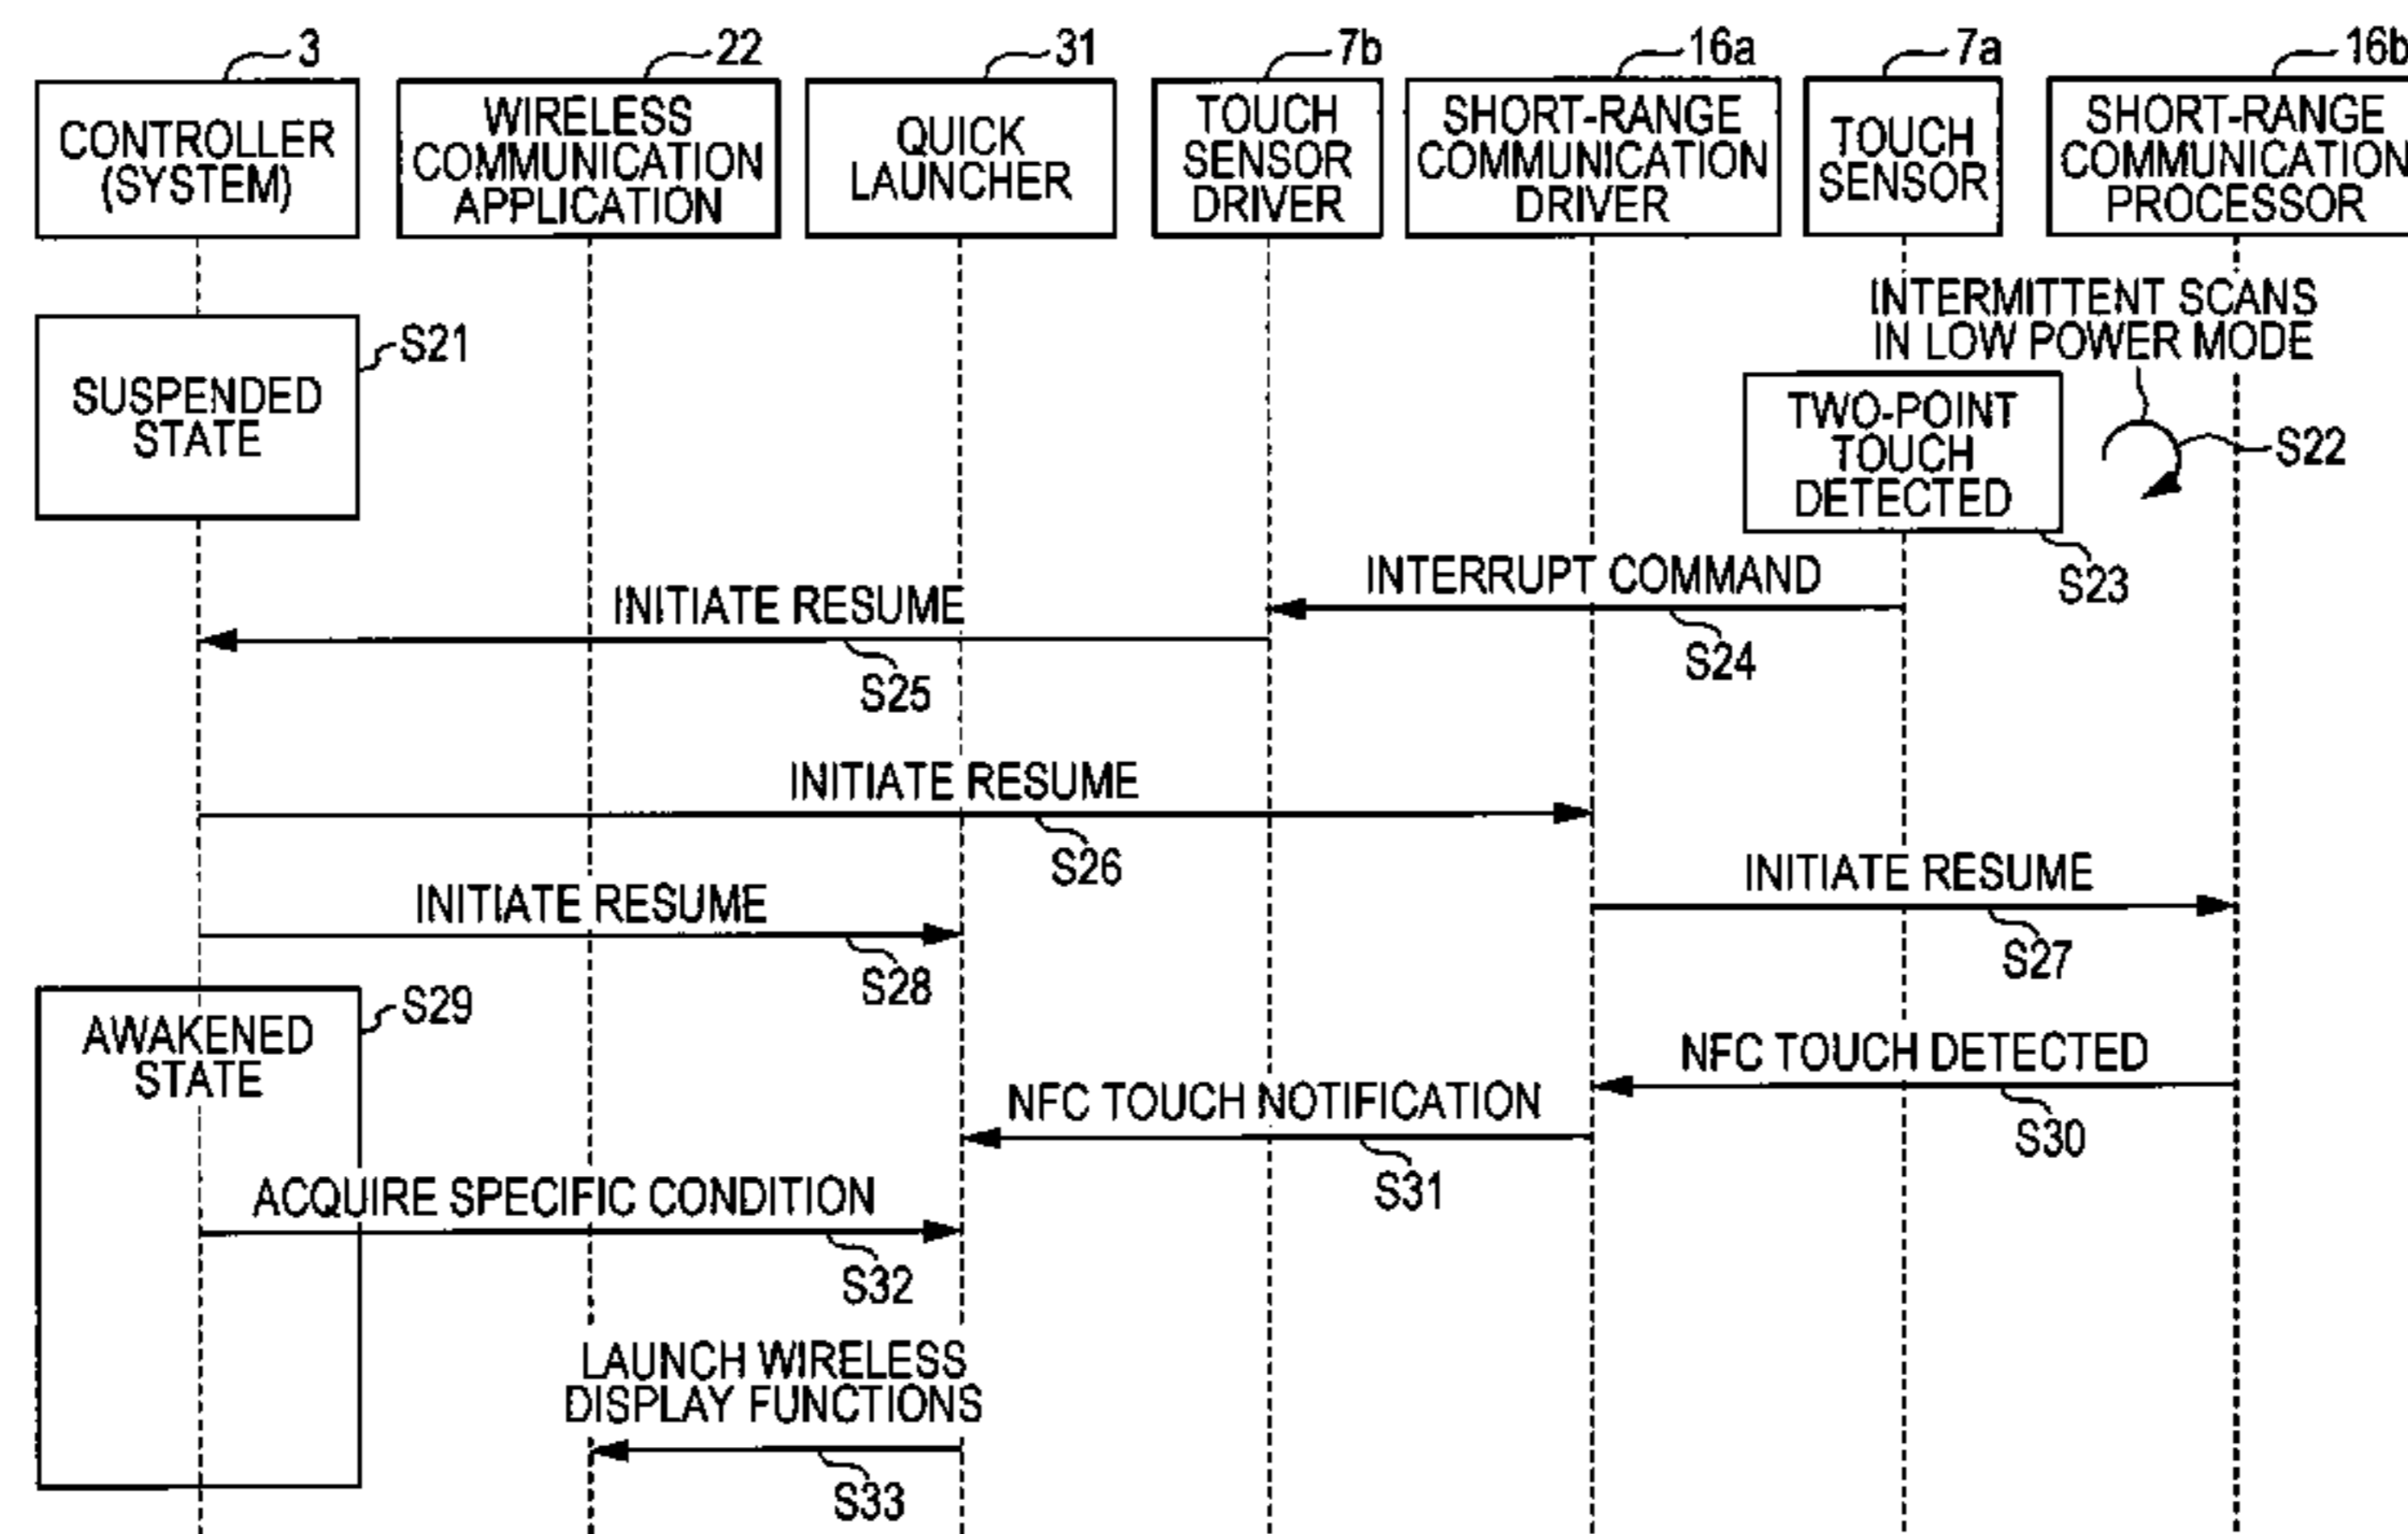 3
22
31
7b
16a
7a
16b
CONTROLLER
(SYSTEM)
WIRELESS
COMMUNICATION
APPLICATION
QUICK
LAUNCHER
TOUCH
SENSOR
DRIVER
SHORT-RANGE
COMMUNICATION
DRIVER
TOUCH
SENSOR
SHORT-RANGE
COMMUNICATION
PROCESSOR
INTERMITTENT SCANS
IN LOW POWER MODE
SUSPENDED
STATE
S21
TWO-POINT
TOUCH
DETECTED
S22
S23
INTERRUPT COMMAND
S24
INITIATE RESUME
S25
INITIATE RESUME
S26
INITIATE RESUME
S27
INITIATE RESUME
S28
AWAKENED
STATE
S29
NFC TOUCH DETECTED
S30
NFC TOUCH NOTIFICATION
S31
ACQUIRE SPECIFIC CONDITION
S32
LAUNCH WIRELESS
DISPLAY FUNCTIONS
S33